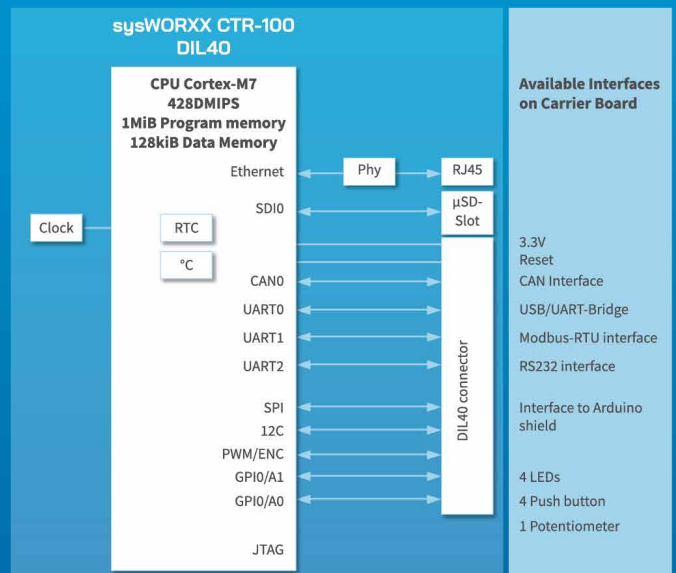 sysWORXX CTR-100
DIL40
CPU Cortex-M7
428DMIPS
1MiB Program memory
128kiB Data Memory
Available Interfaces
on Carrier Board
Ethernet
Phy
RJ45
SDI0
µSD-
Slot
Clock
RTC
°C
3.3V
Reset
CAN0
CAN Interface
UART0
USB/UART-Bridge
UART1
Modbus-RTU interface
UART2
RS232 interface
DIL40 connector
SPI
Interface to Arduino
shield
12C
PWM/ENC
GPI0/A1
4 LEDs
GPI0/A0
4 Push button
1 Potentiometer
JTAG